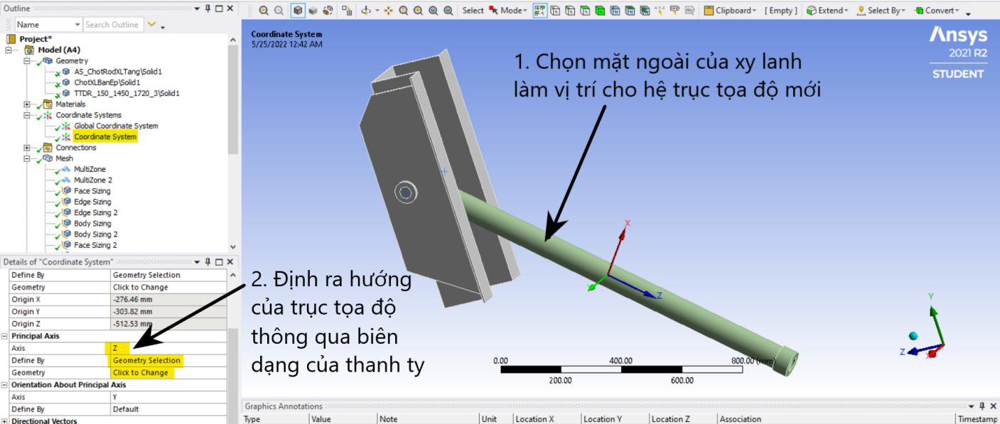 Outline
Name
Search Outline
Select
Mode
Clipboard
[ Empty ]
Extend
Select By
Convert
Project*
Model (A4)
Geometry
AS_ChotRodXLTang\Solid1
ChotXLBanEp\Solid1
TTDR_150_1450_1720_3\Solid1
Materials
Coordinate Systems
Global Coordinate System
Coordinate System
Connections
Mesh
MultiZone
MultiZone 2
Face Sizing
Edge Sizing
Edge Sizing 2
Body Sizing
Body Sizing 2
Face Sizing 2
Details of "Coordinate System"
Define By Geometry Selection
Geometry Click to Change
Origin X -276.46 mm
Origin Y -303.82 mm
Origin Z -512.53 mm
Principal Axis
Axis Z
Define By Geometry Selection
Geometry Click to Change
Orientation About Principal Axis
Axis Y
Define By Default
Directional Vectors
Coordinate System
5/25/2022 12:42 AM
Ansys
2021 R2
STUDENT
1. Chọn mặt ngoài của xy lanh
làm vị trí cho hệ trục tọa độ mới
2. Định ra hướng
của trục tọa độ
thông qua biên
dạng của thanh ty
X
Z
Y
Z
X
0.00 400.00 800.00 (mm)
200.00 600.00
Graphics Annotations
Type Value Note Unit Location X Location Y Location Z Association Timestamp